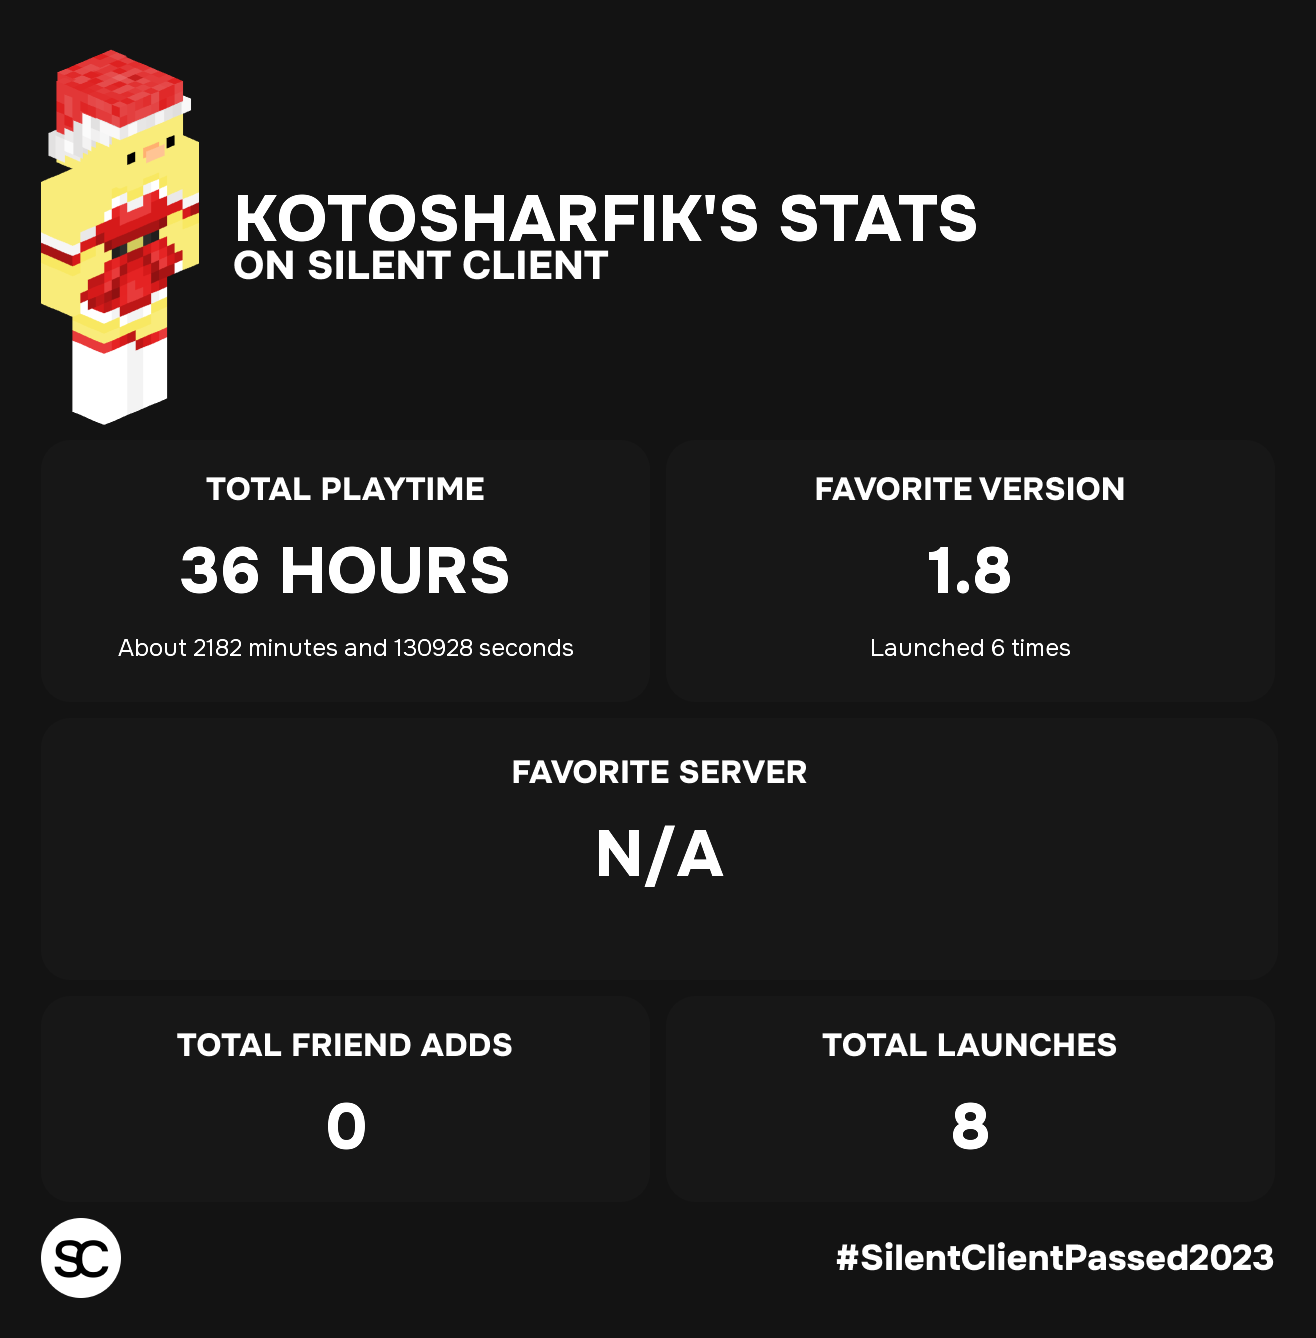 KOTOSHARFIK'S STATS
ON SILENT CLIENT
TOTAL PLAYTIME
36 HOURS
About 2182 minutes and 130928 seconds
FAVORITE VERSION
1.8
Launched 6 times
FAVORITE SERVER
N/A
TOTAL FRIEND ADDS
0
TOTAL LAUNCHES
8
SC
#SilentClientPassed2023